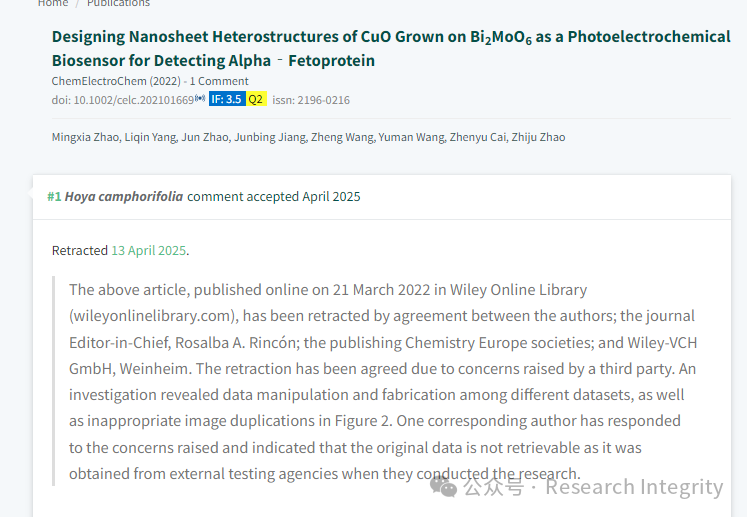 Home / Publications
Designing Nanosheet Heterostructures of CuO Grown on Bi2MoO6 as a Photoelectrochemical
Biosensor for Detecting Alpha‐Fetoprotein
ChemElectroChem (2022) - 1 Comment
doi: 10.1002/celc.202101669 IF: 3.5 Q2 issn: 2196-0216
Mingxia Zhao, Liqin Yang, Jun Zhao, Junbing Jiang, Zheng Wang, Yuman Wang, Zhenyu Cai, Zhiju Zhao
#1 Hoya camphorifolia comment accepted April 2025
Retracted 13 April 2025.
The above article, published online on 21 March 2022 in Wiley Online Library
(wileyonlinelibrary.com), has been retracted by agreement between the authors; the journal
Editor-in-Chief, Rosalba A. Rincón; the publishing Chemistry Europe societies; and Wiley-VCH
GmbH, Weinheim. The retraction has been agreed due to concerns raised by a third party. An
investigation revealed data manipulation and fabrication among different datasets, as well
as inappropriate image duplications in Figure 2. One corresponding author has responded
to the concerns raised and indicated that the original data is not retrievable as it was
obtained from external testing agencies when they conducted the research.
公众号 · Research Integrity